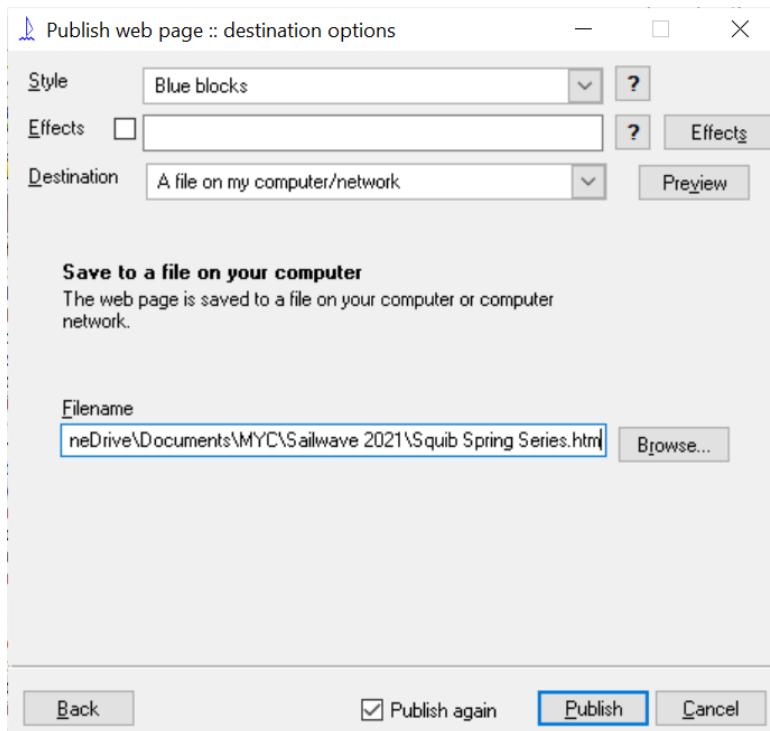 Publish web page :: destination options
Style
Blue blocks
?
Effects
?
Effects
Destination
A file on my computer/network
Preview
Save to a file on your computer
The web page is saved to a file on your computer or computer
network.
Filename
neDrive\Documents\MYC\Sailwave 2021\Squib Spring Series.htm
Browse...
Back
Publish again
Publish
Cancel